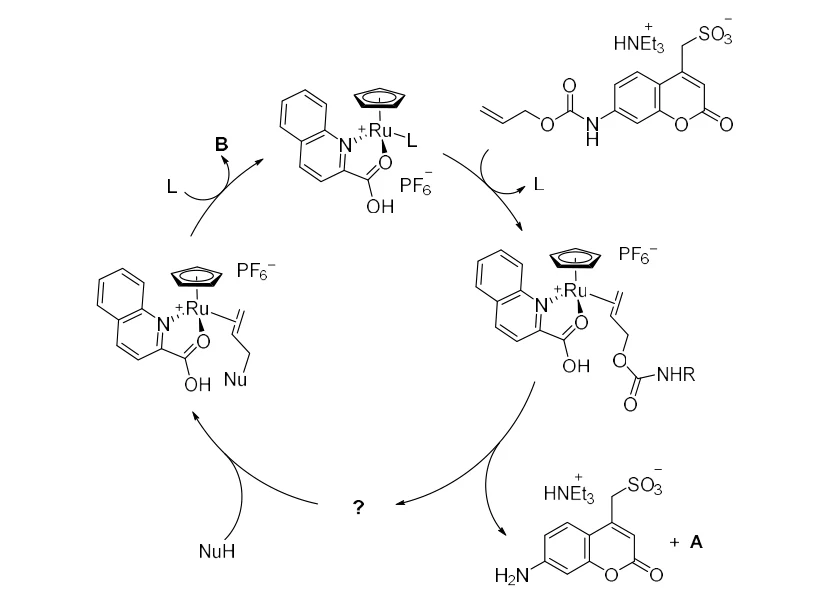 HNEt3 + SO3 −
O
O N H O O
B
+ Ru L
N O
L
PF6 −
OH
L
PF6 −
+ Ru
N O
OH
Nu
PF6 −
+ Ru
N O
OH
O
NHR
O
HNEt3 + SO3 −
?
+ A
NuH
H2N O O